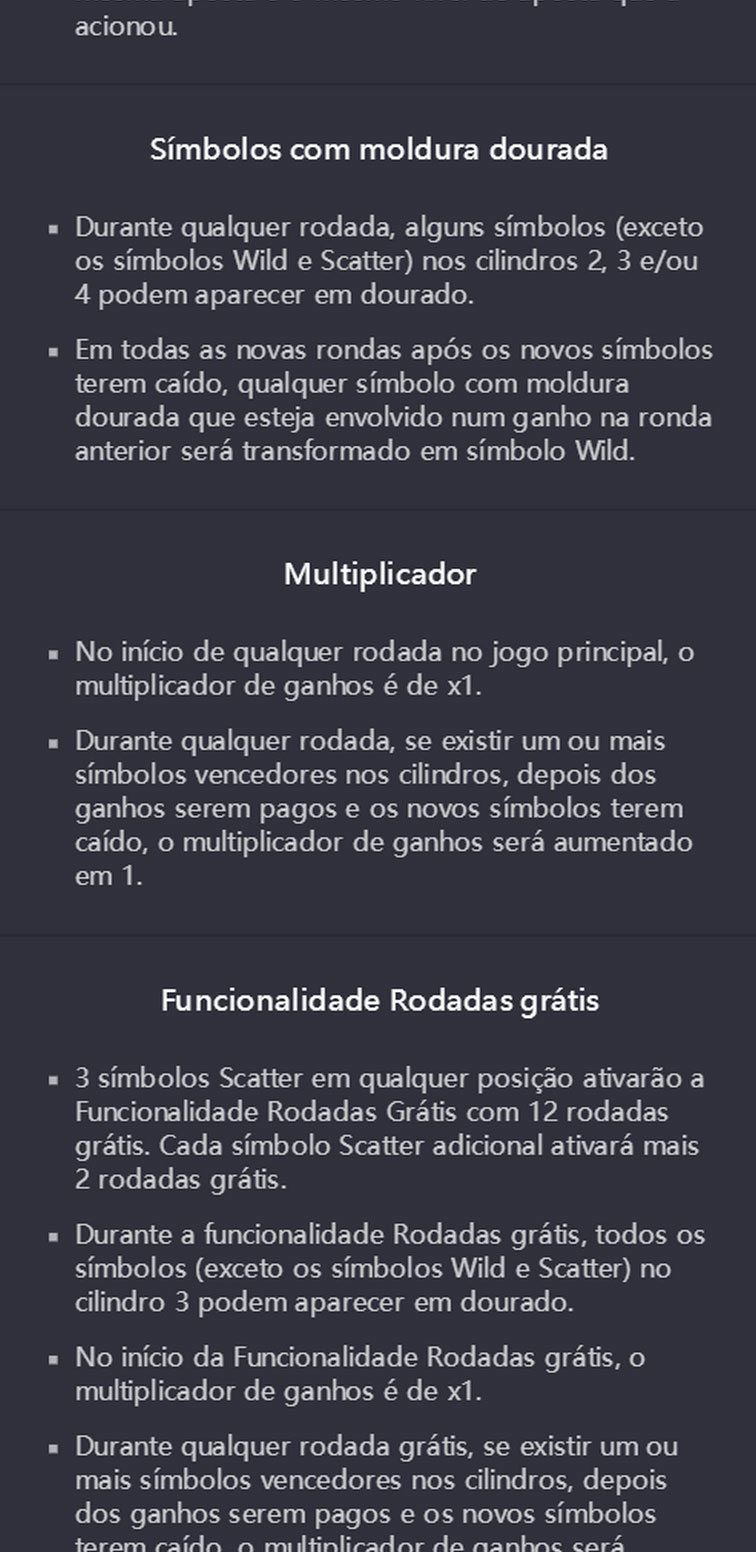 acionou.
Símbolos com moldura dourada
▪ Durante qualquer rodada, alguns símbolos (exceto
os símbolos Wild e Scatter) nos cilindros 2, 3 e/ou
4 podem aparecer em dourado.
▪ Em todas as novas rondas após os novos símbolos
terem caído, qualquer símbolo com moldura
dourada que esteja envolvido num ganho na ronda
anterior será transformado em símbolo Wild.
Multiplicador
▪ No início de qualquer rodada no jogo principal, o
multiplicador de ganhos é de x1.
▪ Durante qualquer rodada, se existir um ou mais
símbolos vencedores nos cilindros, depois dos
ganhos serem pagos e os novos símbolos terem
caído, o multiplicador de ganhos será aumentado
em 1.
Funcionalidade Rodadas grátis
▪ 3 símbolos Scatter em qualquer posição ativarão a
Funcionalidade Rodadas Grátis com 12 rodadas
grátis. Cada símbolo Scatter adicional ativará mais
2 rodadas grátis.
▪ Durante a funcionalidade Rodadas grátis, todos os
símbolos (exceto os símbolos Wild e Scatter) no
cilindro 3 podem aparecer em dourado.
▪ No início da Funcionalidade Rodadas grátis, o
multiplicador de ganhos é de x1.
▪ Durante qualquer rodada grátis, se existir um ou
mais símbolos vencedores nos cilindros, depois
dos ganhos serem pagos e os novos símbolos
terem caído, o multiplicador de ganhos será